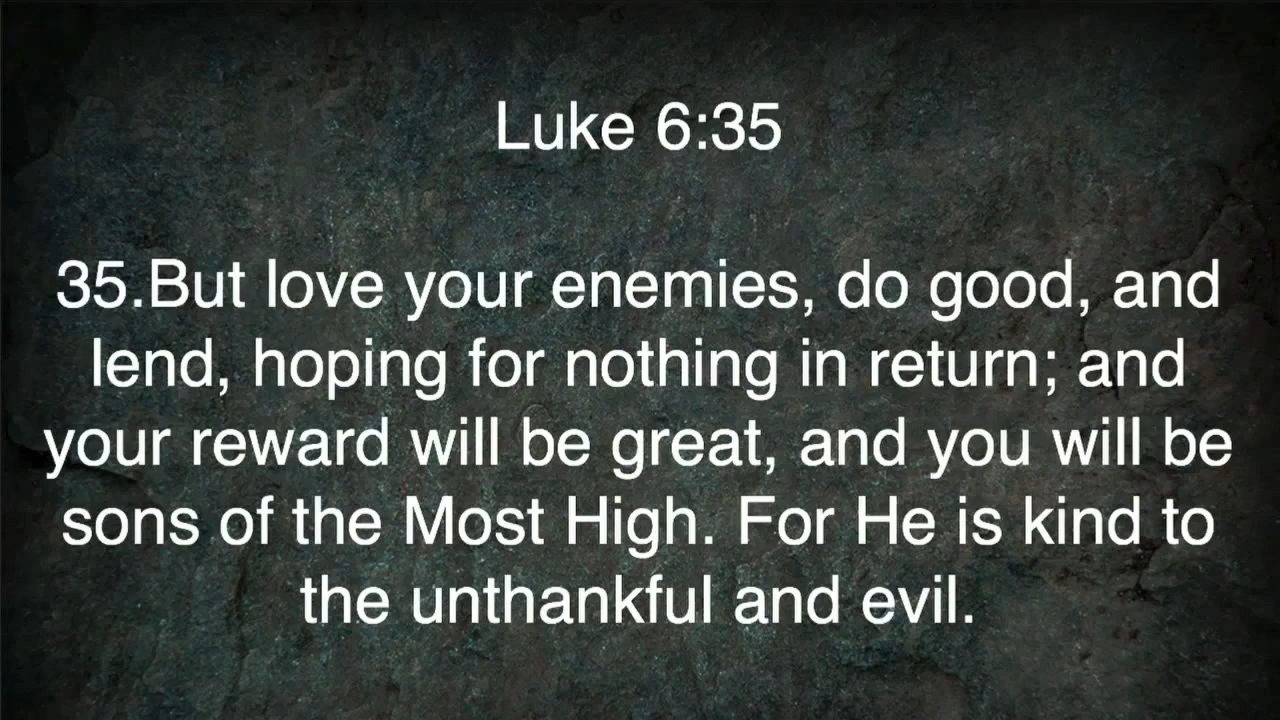 Luke 6:35
35.But love your enemies, do good, and
lend, hoping for nothing in return; and
your reward will be great, and you will be
sons of the Most High. For He is kind to
the unthankful and evil.